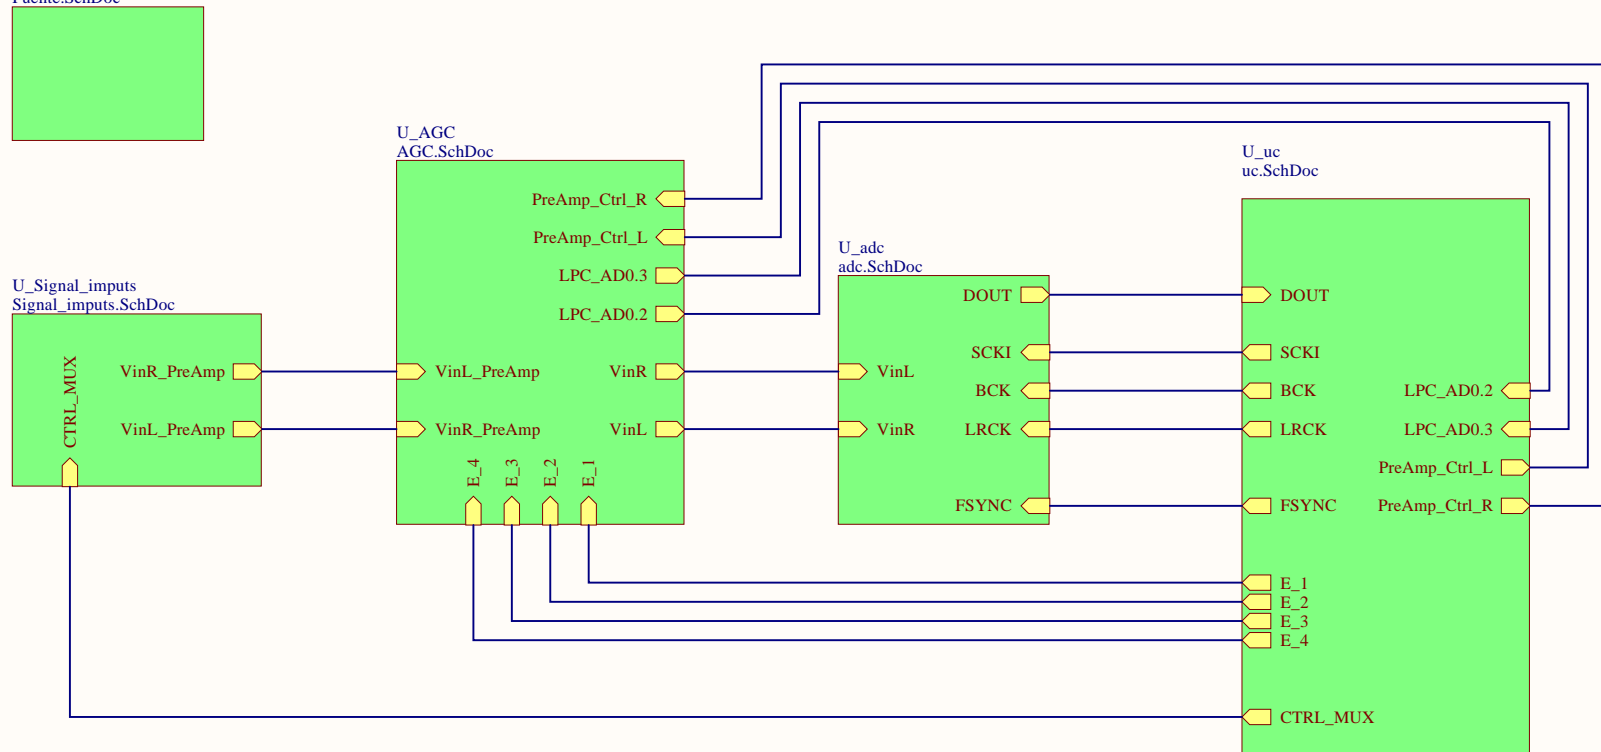 U_AGC
AGC.SchDoc
PreAmp_Ctrl_R
PreAmp_Ctrl_L
LPC_AD0.3
LPC_AD0.2
VinL_PreAmp
VinR
VinR_PreAmp
VinL
E_4
E_3
E_2
E_1
U_Signal_imputs
Signal_imputs.SchDoc
CTRL_MUX
VinR_PreAmp
VinL_PreAmp
U_adc
adc.SchDoc
DOUT
SCKI
VinL
BCK
VinR
LRCK
FSYNC
U_uc
uc.SchDoc
DOUT
SCKI
BCK
LPC_AD0.2
LRCK
LPC_AD0.3
PreAmp_Ctrl_L
FSYNC
PreAmp_Ctrl_R
E_1
E_2
E_3
E_4
CTRL_MUX